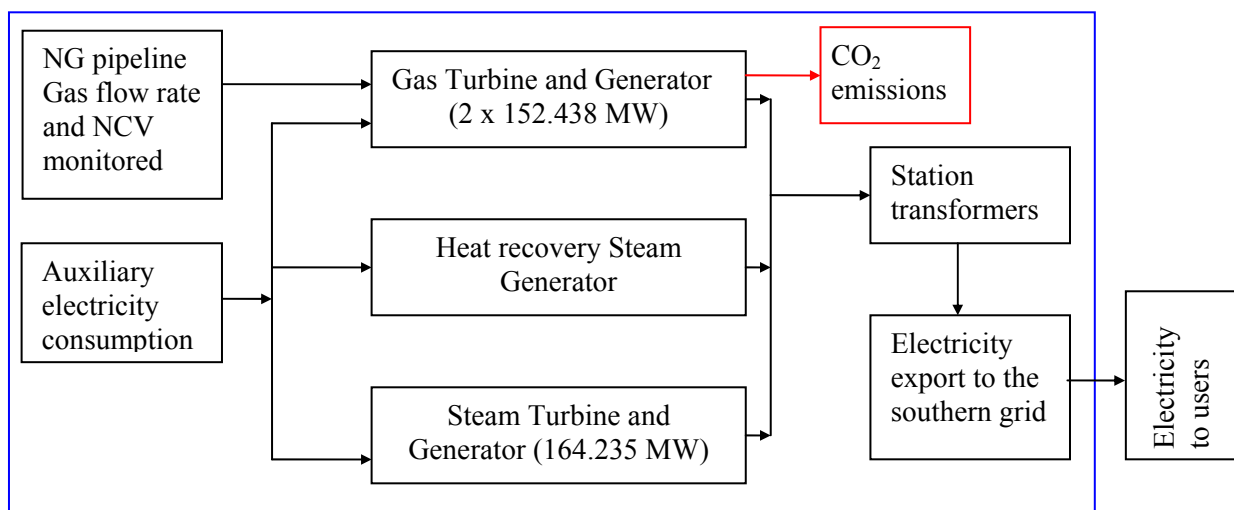 NG pipeline
Gas flow rate
and NCV
monitored
Gas Turbine and Generator
(2 x 152.438 MW)
CO₂
emissions
Station
transformers
Auxiliary
electricity
consumption
Heat recovery Steam
Generator
Steam Turbine and
Generator (164.235 MW)
Electricity
export to the
southern grid
Electricity
to users